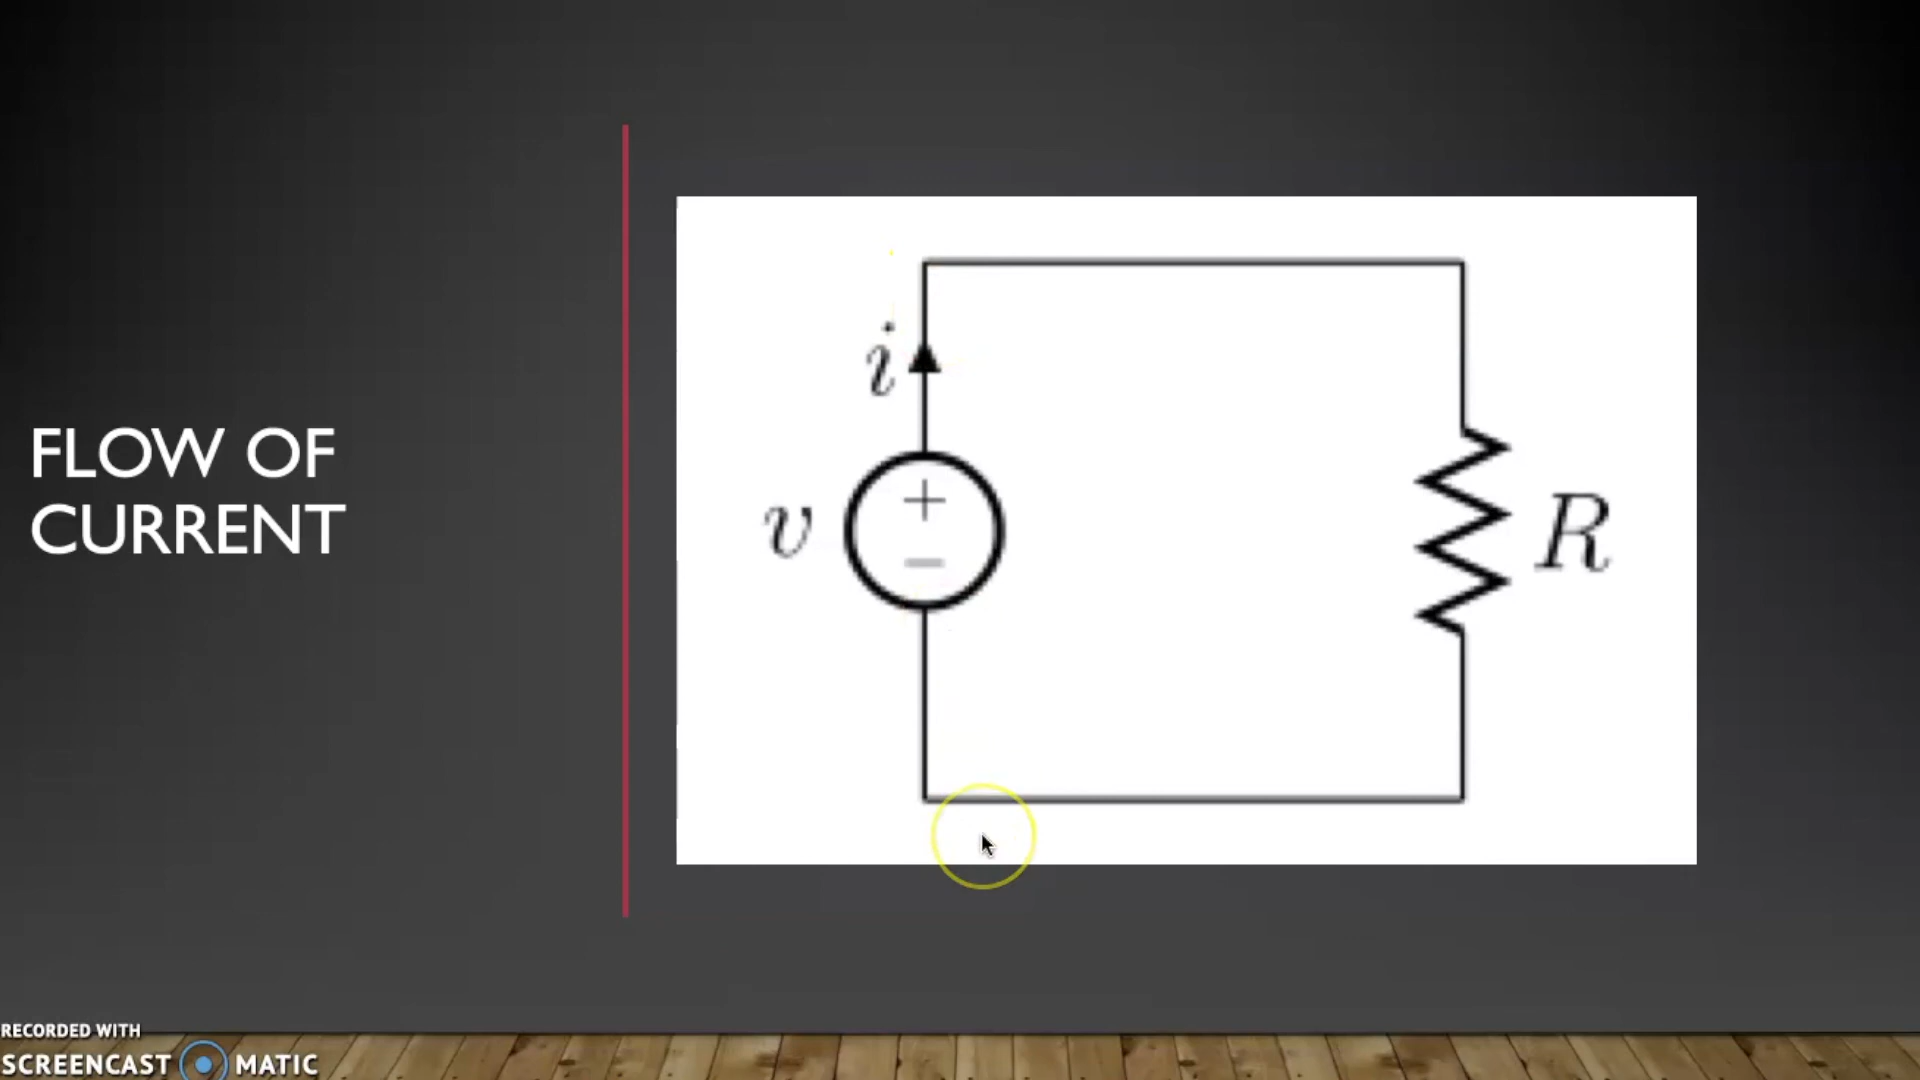 FLOW OF
CURRENT
i
v
+
−
R
RECORDED WITH
SCREENCAST MATIC